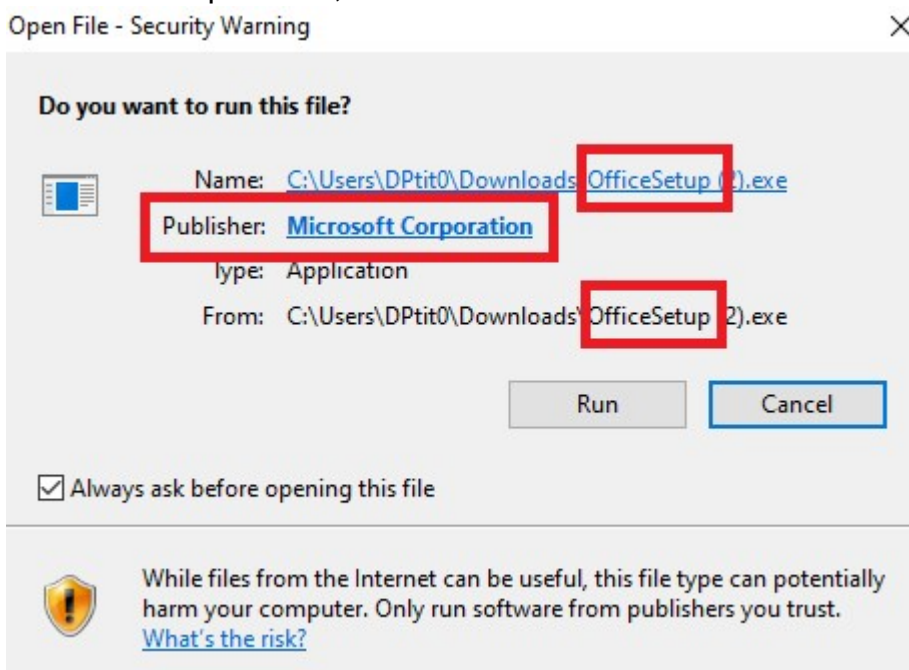 Open File - Security Warning
Do you want to run this file?
Name: C:\Users\DPtit0\Downloads\OfficeSetup (2).exe
Publisher: Microsoft Corporation
Type: Application
From: C:\Users\DPtit0\Downloads\OfficeSetup (2).exe
Run Cancel
Always ask before opening this file
While files from the Internet can be useful, this file type can potentially
harm your computer. Only run software from publishers you trust.
What's the risk?